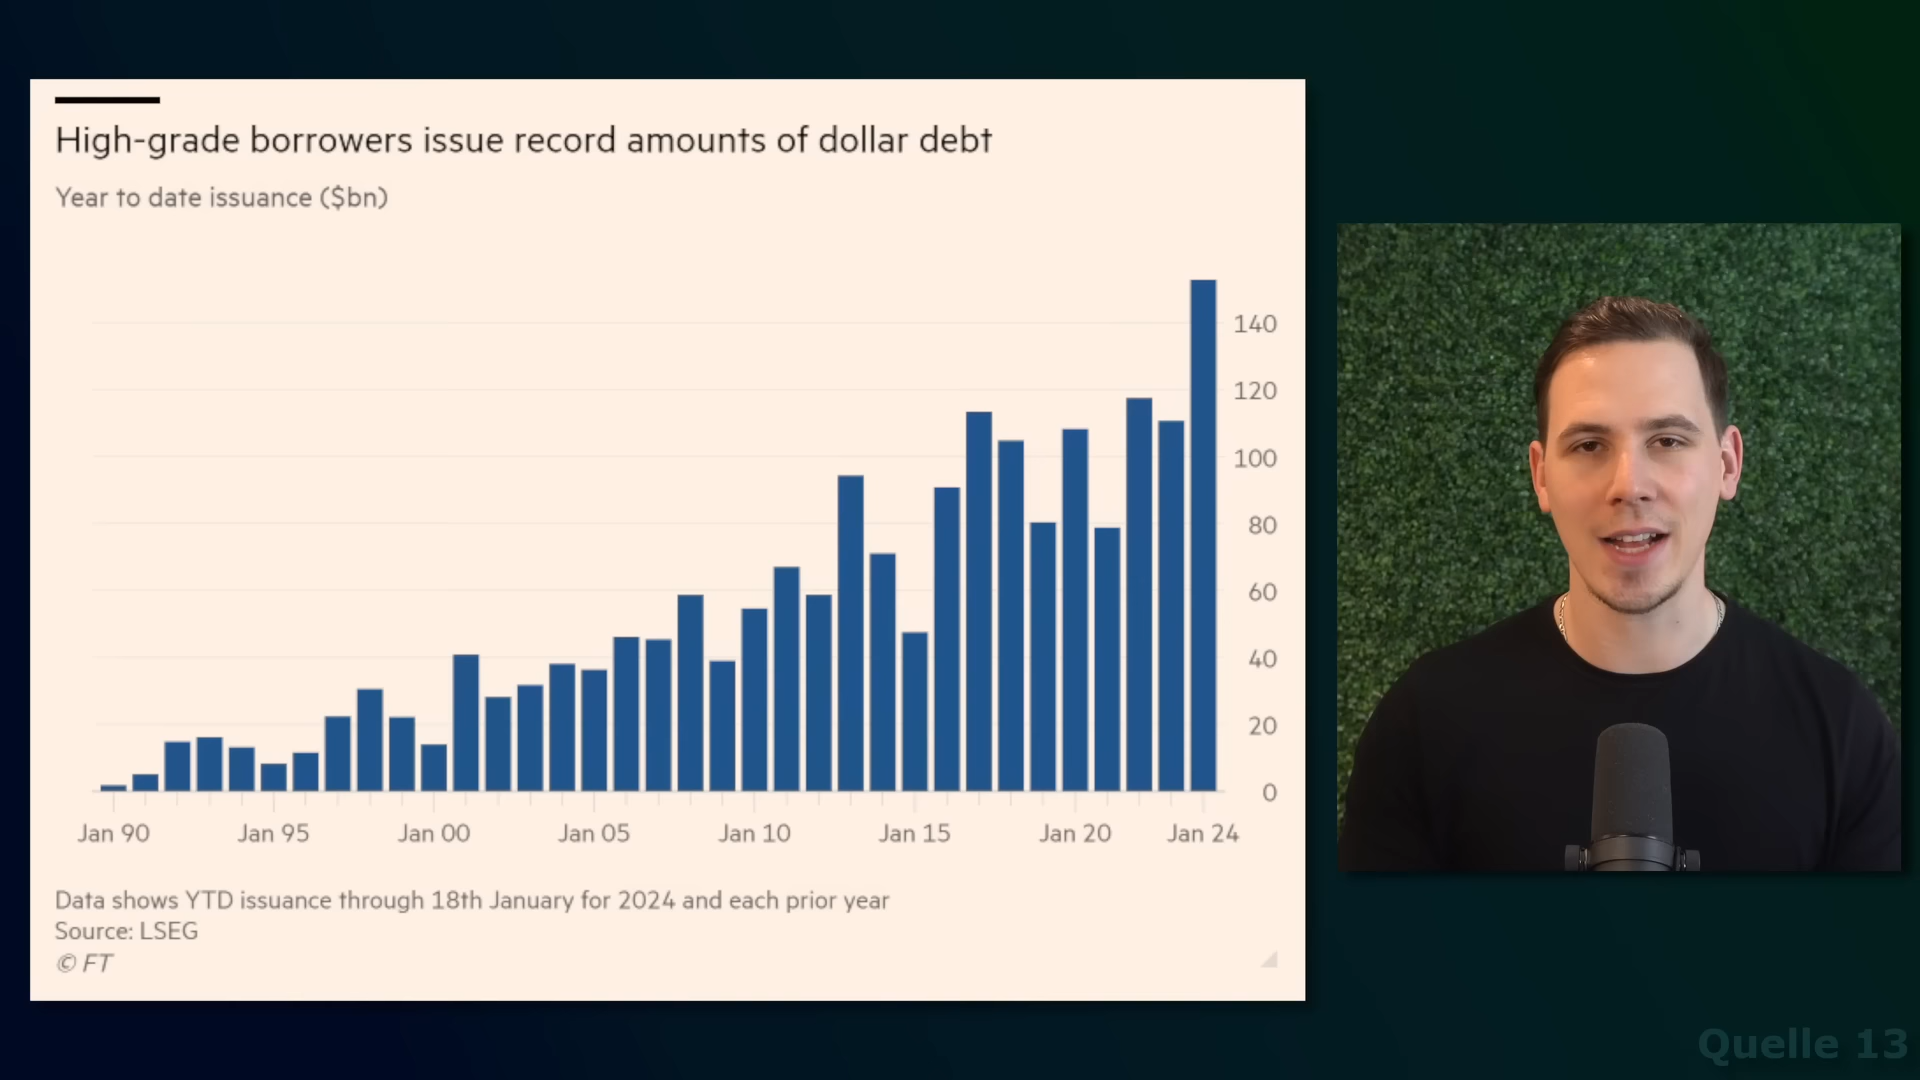 High-grade borrowers issue record amounts of dollar debt
Year to date issuance ($bn)
140
120
100
80
60
40
20
0
Jan 90 Jan 95 Jan 00 Jan 05 Jan 10 Jan 15 Jan 20 Jan 24
Data shows YTD issuance through 18th January for 2024 and each prior year
Source: LSEG
© FT
Quelle 13